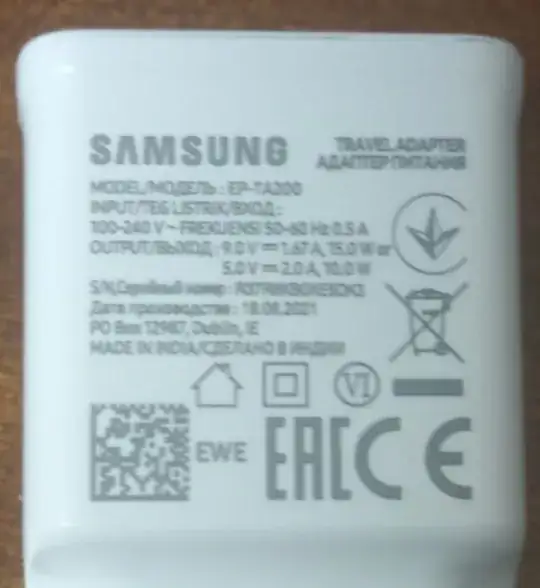 SAMSUNG
TRAVEL ADAPTER
АДАПТЕР ПИТАНИЯ
MODEL/МОДЕЛЬ : EP-TA200
INPUT/TEG LISTRIK/ВХОД :
100-240 V ~ FREKUENSI 50-60 Hz 0.5 A
OUTPUT/ВЫХОД : 9.0 V ⎓ 1.67 A, 15.0 W or
5.0 V ⎓ 2.0 A, 10.0 W
S/N,Серийный номер :
Дата производства : 18.08.2021
PO Box 12987, Dublin, IE
MADE IN INDIA/СДЕЛАНО В ИНДИИ
VI
EWE
EAC CE